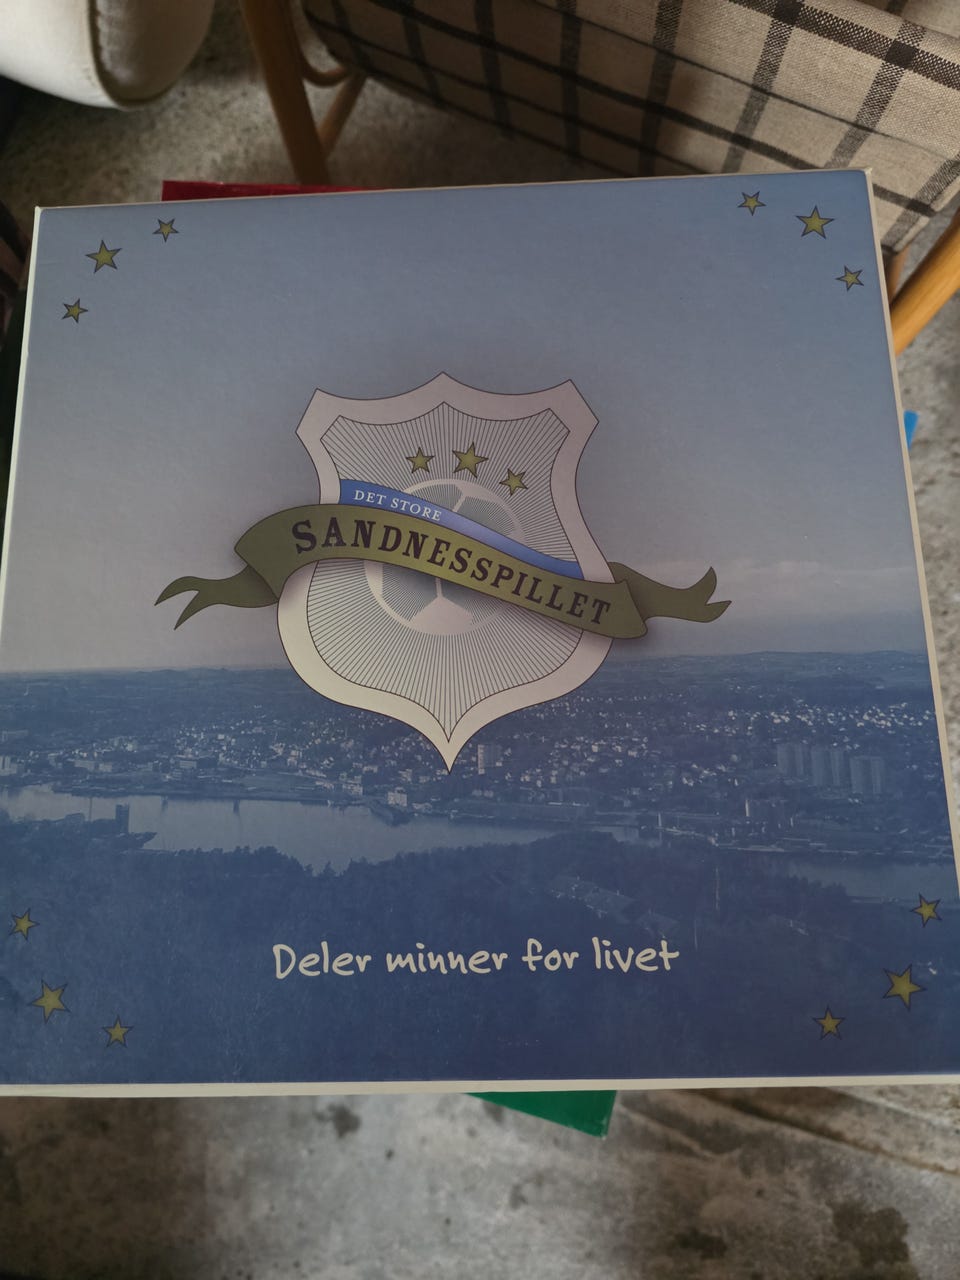 DET STORE
SANDNESSPILLET
Deler minner for livet